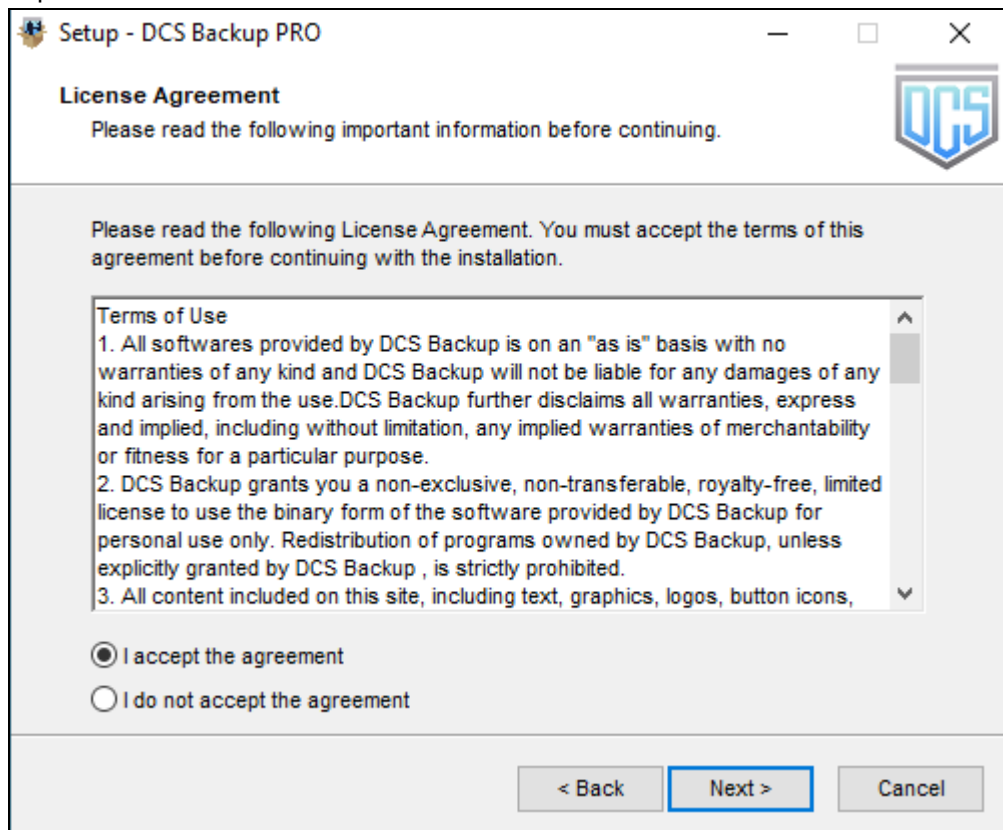 Setup - DCS Backup PRO
License Agreement
Please read the following important information before continuing.
DCS
Please read the following License Agreement. You must accept the terms of this
agreement before continuing with the installation.
Terms of Use
1. All softwares provided by DCS Backup is on an "as is" basis with no
warranties of any kind and DCS Backup will not be liable for any damages of any
kind arising from the use.DCS Backup further disclaims all warranties, express
and implied, including without limitation, any implied warranties of merchantability
or fitness for a particular purpose.
2. DCS Backup grants you a non-exclusive, non-transferable, royalty-free, limited
license to use the binary form of the software provided by DCS Backup for
personal use only. Redistribution of programs owned by DCS Backup, unless
explicitly granted by DCS Backup , is strictly prohibited.
3. All content included on this site, including text, graphics, logos, button icons,
I accept the agreement
I do not accept the agreement
< Back Next > Cancel